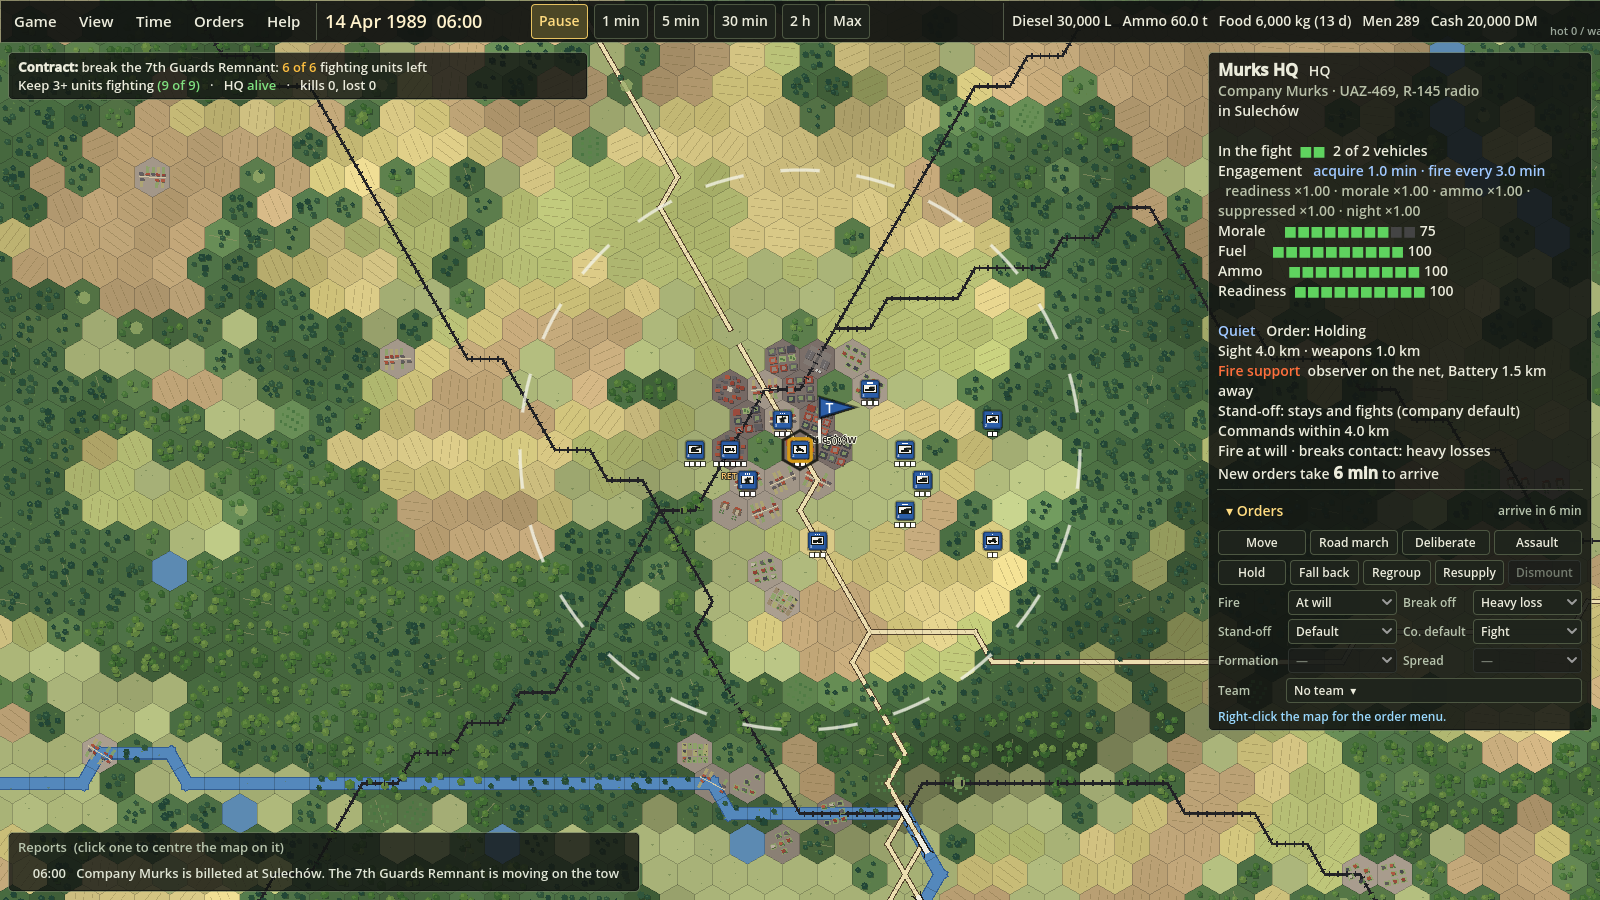 Game View Time Orders Help 14 Apr 1989 06:00 Pause 1 min 5 min 30 min 2 h Max Diesel 30,000 L Ammo 60.0 t Food 6,000 kg (13 d) Men 289 Cash 20,000 DM
hot 0 / wa
Contract: break the 7th Guards Remnant: 6 of 6 fighting units left
Keep 3+ units fighting (9 of 9) · HQ alive · kills 0, lost 0
Murks HQ HQ
Company Murks · UAZ-469, R-145 radio
in Sulechów
In the fight 2 of 2 vehicles
Engagement acquire 1.0 min · fire every 3.0 min
readiness ×1.00 · morale ×1.00 · ammo ×1.00 ·
suppressed ×1.00 · night ×1.00
Morale 75
Fuel 100
Ammo 100
Readiness 100
Quiet Order: Holding
Sight 4.0 km · weapons 1.0 km
Fire support observer on the net, Battery 1.5 km
away
Stand-off: stays and fights (company default)
Commands within 4.0 km
Fire at will · breaks contact: heavy losses
New orders take 6 min to arrive
▾ Orders arrive in 6 min
Move Road march Deliberate Assault
Hold Fall back Regroup Resupply Dismount
Fire At will Break off Heavy loss
Stand-off Default Co. default Fight
Formation — Spread —
Team No team ▾
Right-click the map for the order menu.
T
RET
Reports (click one to centre the map on it)
06:00 Company Murks is billeted at Sulechów. The 7th Guards Remnant is moving on the tow